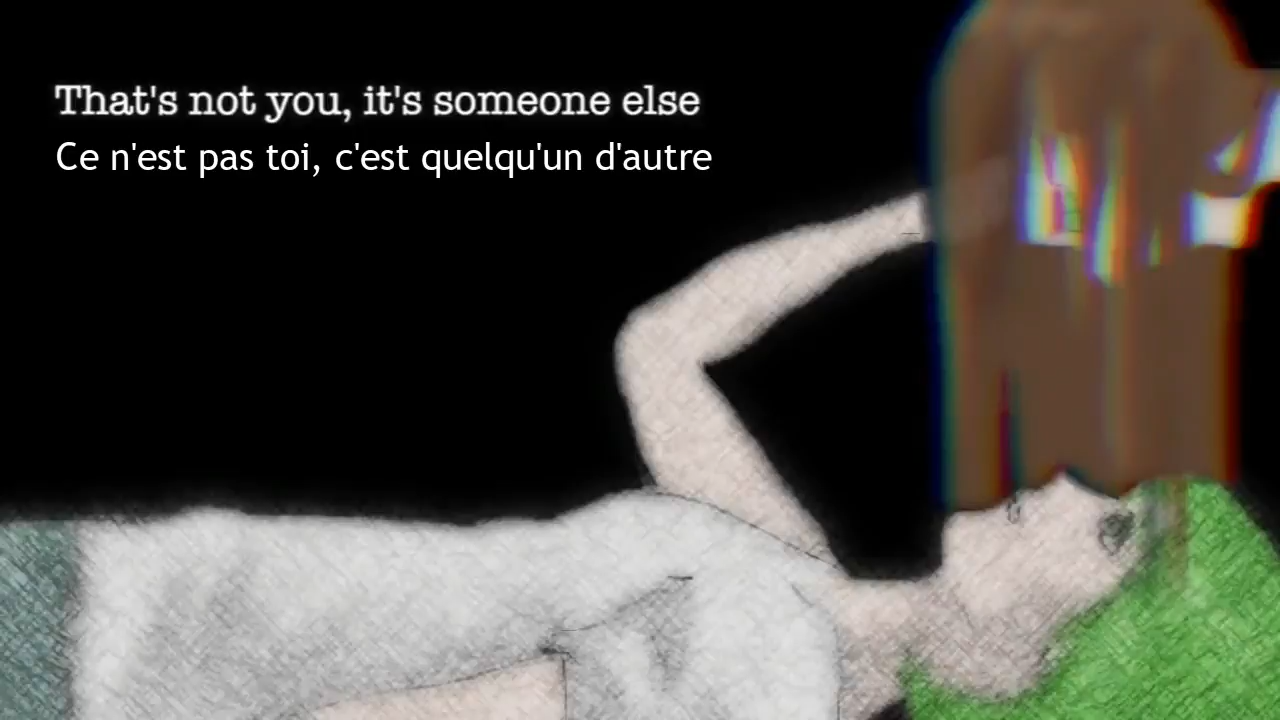 That's not you, it's someone else
Ce n'est pas toi, c'est quelqu'un d'autre